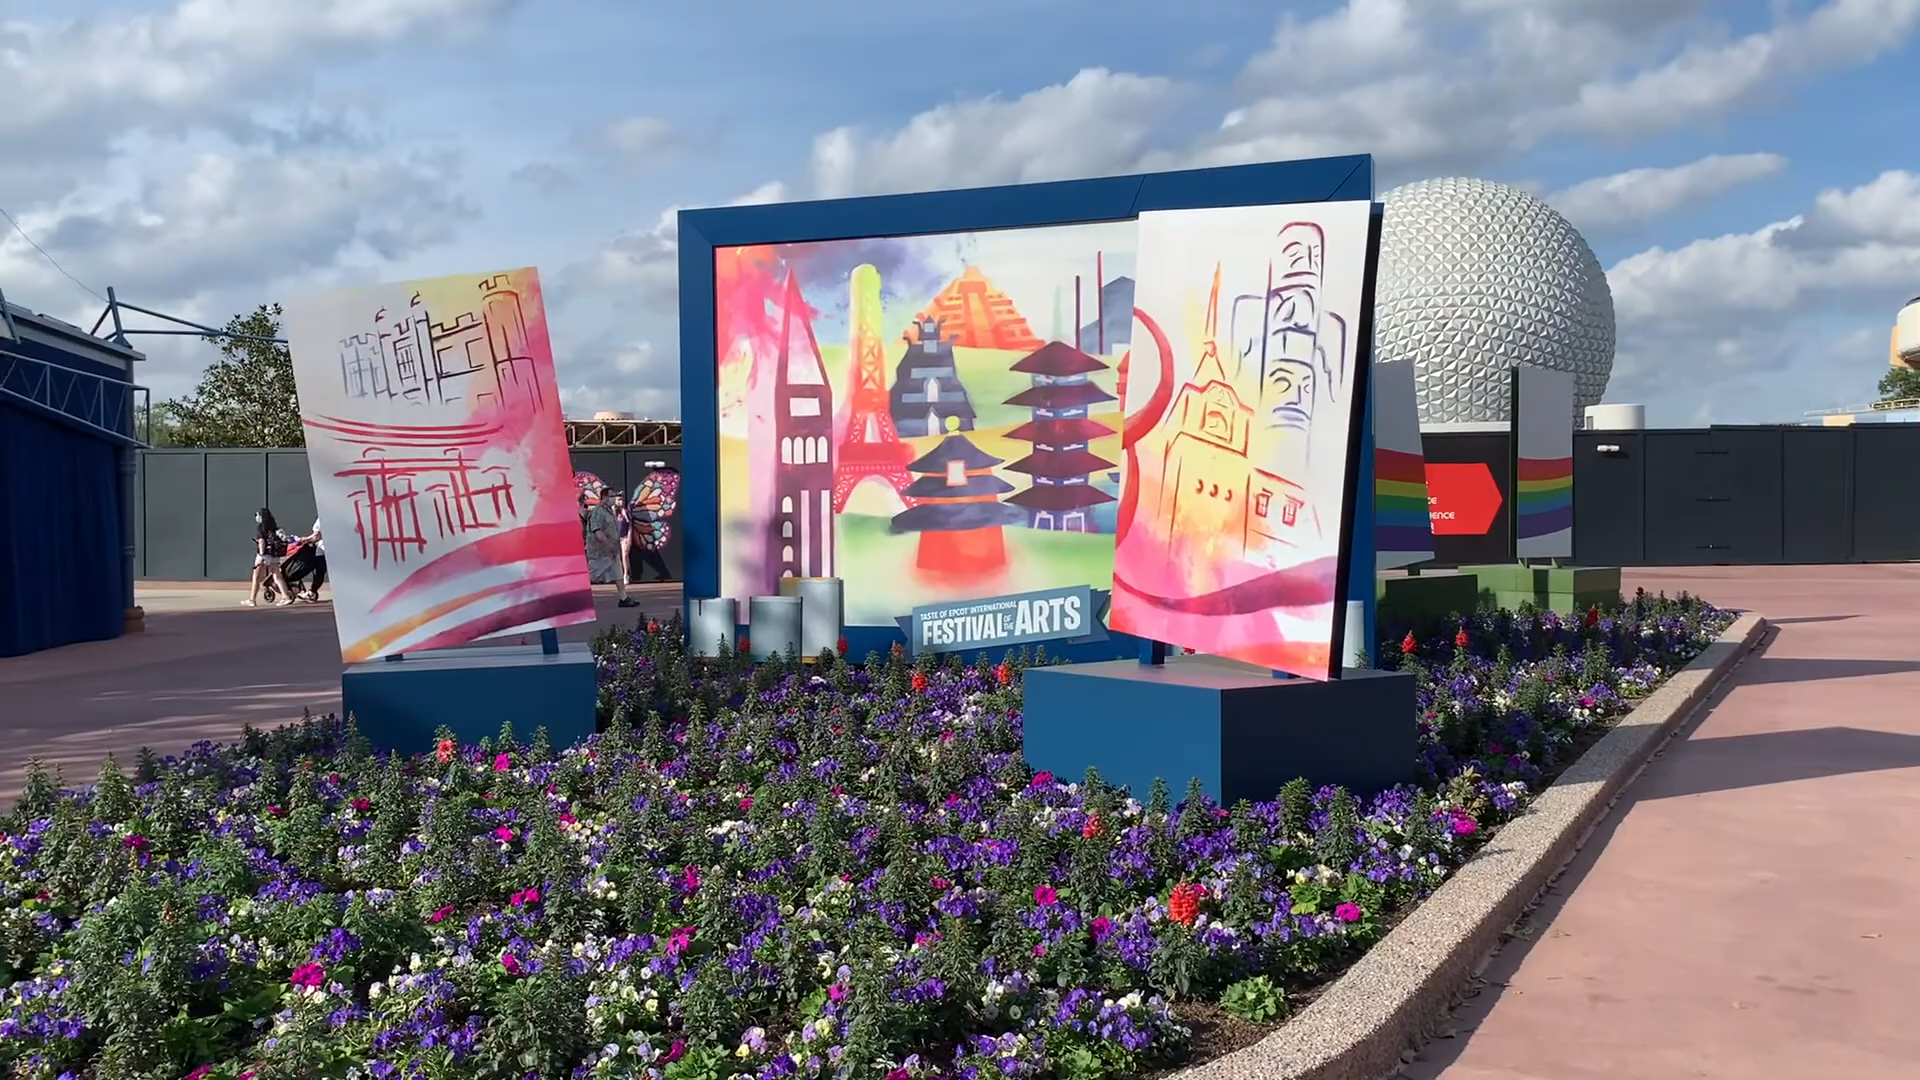 TASTE OF EPCOT INTERNATIONAL
FESTIVAL OF THE ARTS